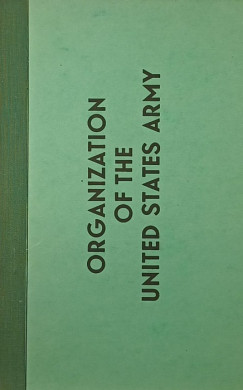 ORGANIZATION
OF THE
UNITED STATES ARMY